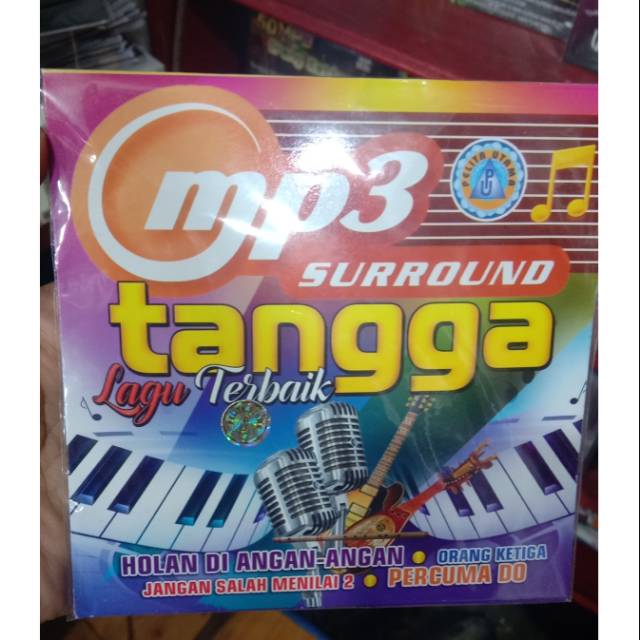 mp3
PELITA UTAMA
SURROUND
tangga
Lagu Terbaik
HOLAN DI ANGAN-ANGAN • ORANG KETIGA
JANGAN SALAH MENILAI 2 • PERCUMA DO